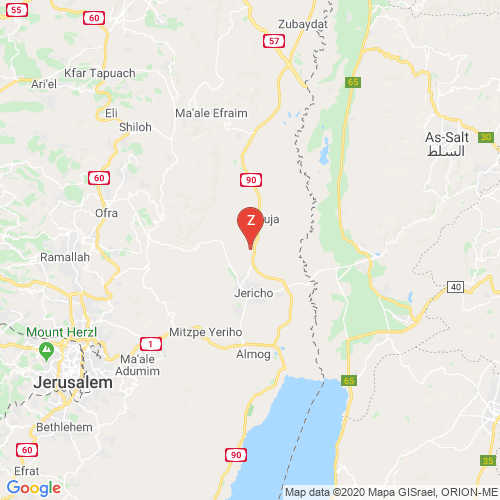 55
60
Zubaydat
57
Kfar Tapuach
65
Ari'el
Eli
Ma'ale Efraim
Shiloh
As-Salt
السلط
30
60
90
Ofra
Z
uja
Ramallah
40
Jericho
Mount Herzl
1
Mitzpe Yeriho
Almog
Ma'ale
Adumim
Jerusalem
65
Bethlehem
60
90
35
Efrat
Google
Map data ©2020 Mapa GISrael, ORION-ME